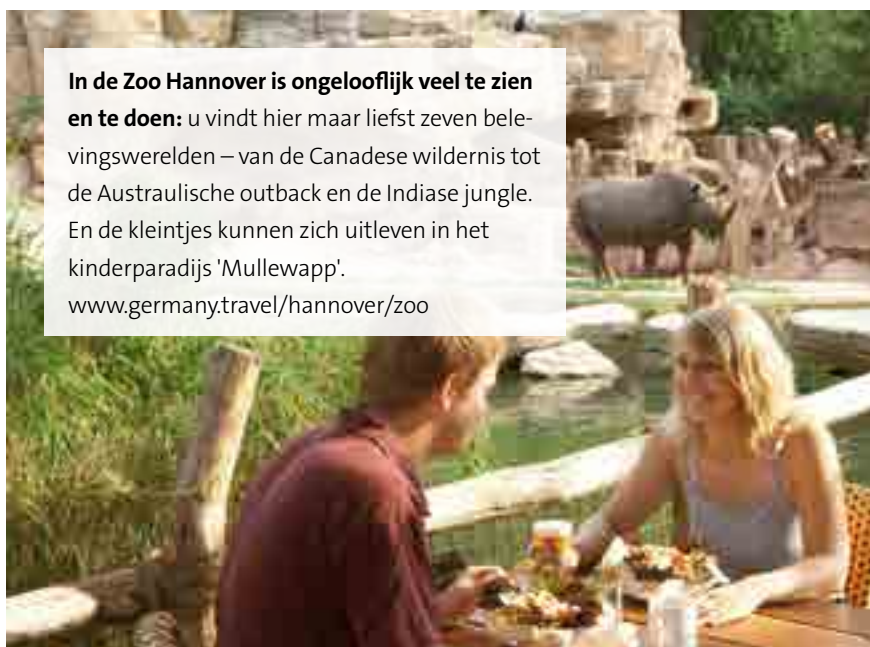 In de Zoo Hannover is ongelooflijk veel te zien
en te doen: u vindt hier maar liefst zeven bele-
vingswerelden – van de Canadese wildernis tot
de Austraulische outback en de Indiase jungle.
En de kleintjes kunnen zich uitleven in het
kinderparadijs 'Mullewapp'.
www.germany.travel/hannover/zoo